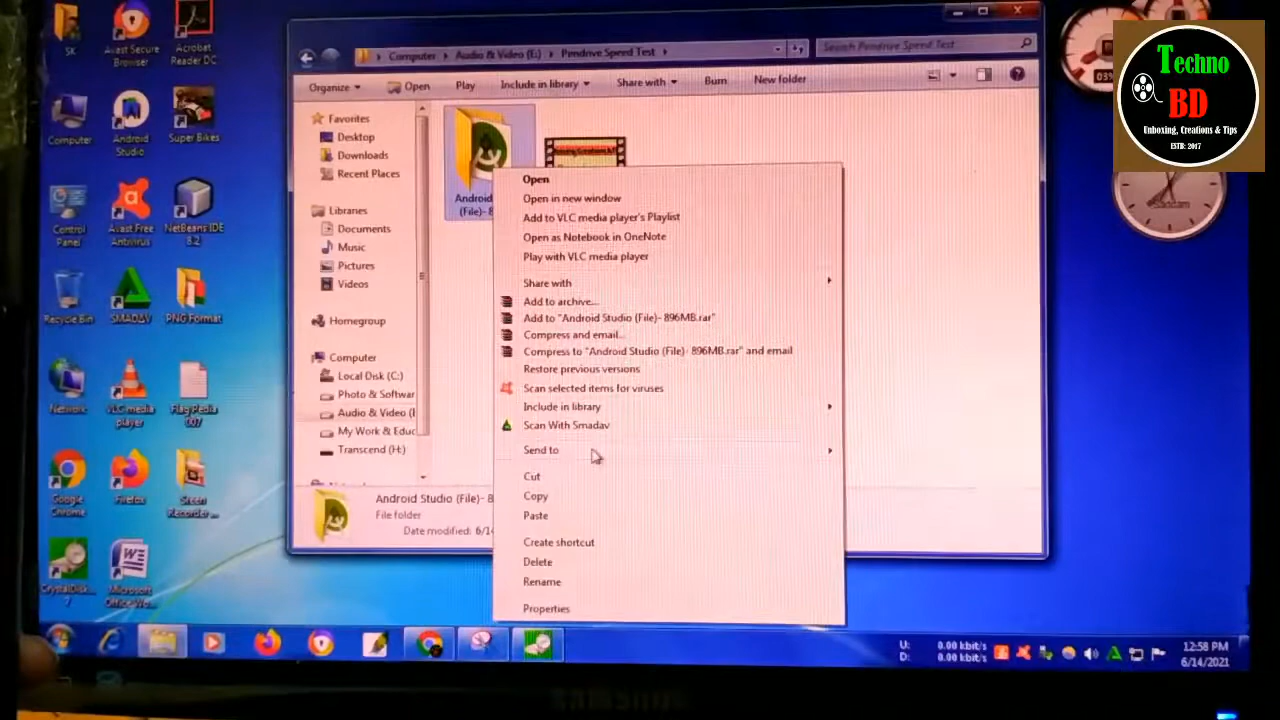 SK
Avast Secure
Browser
Acrobat
Reader DC
Computer
Android
Studio
Super Bikes
Control
Panel
Avast Free
Antivirus
NetBeans IDE
8.2
Recycle Bin
SMADΔV
PNG Format
Network
VLC media
player
Flag Pedia
007
Google
Chrome
Firefox
Sreen
Recorder ...
CrystalDisk...
7
Microsoft
Office Wo...
Computer
Audio & Video (E:)
Pendrive Speed Test
Search Pendrive Speed Test
Organize
Open
Play
Include in library
Share with
Burn
New folder
Favorites
Desktop
Downloads
Recent Places
Libraries
Documents
Music
Pictures
Videos
Homegroup
Computer
Local Disk (C:)
Photo & Softwar
Audio & Video (
My Work & Educ
Transcend (H:)
Android
(File)- 8
Open
Open in new window
Add to VLC media player's Playlist
Open as Notebook in OneNote
Play with VLC media player
Share with
Add to archive...
Add to "Android Studio (File)- 896MB.rar"
Compress and email...
Compress to "Android Studio (File)- 896MB.rar" and email
Restore previous versions
Scan selected items for viruses
Include in library
Scan With Smadav
Send to
Cut
Copy
Paste
Create shortcut
Delete
Rename
Properties
Android Studio (File)- 8
File folder
Date modified: 6/14
03%
Techno
BD
Unboxing, Creations & Tips
ESTB: 2017
Saddam
U: 0.00 kbit/s
D: 0.00 kbit/s
12:58 PM
6/14/2021
SAMSUNG